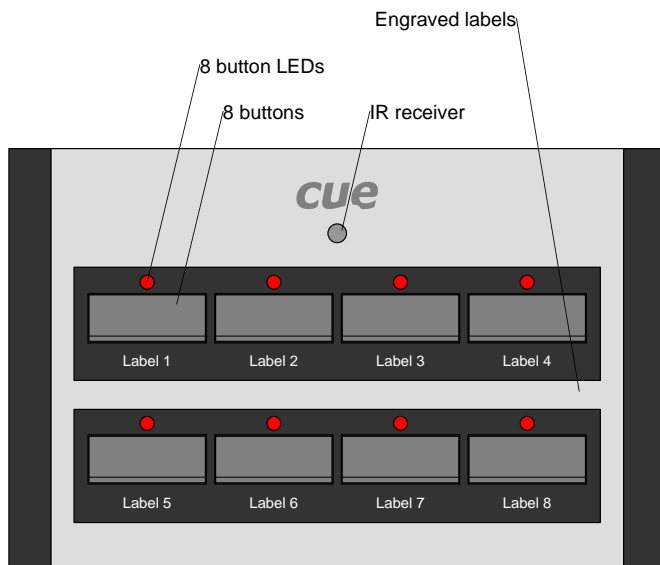 Engraved labels
8 button LEDs
8 buttons
IR receiver
cue
Label 1
Label 2
Label 3
Label 4
Label 5
Label 6
Label 7
Label 8